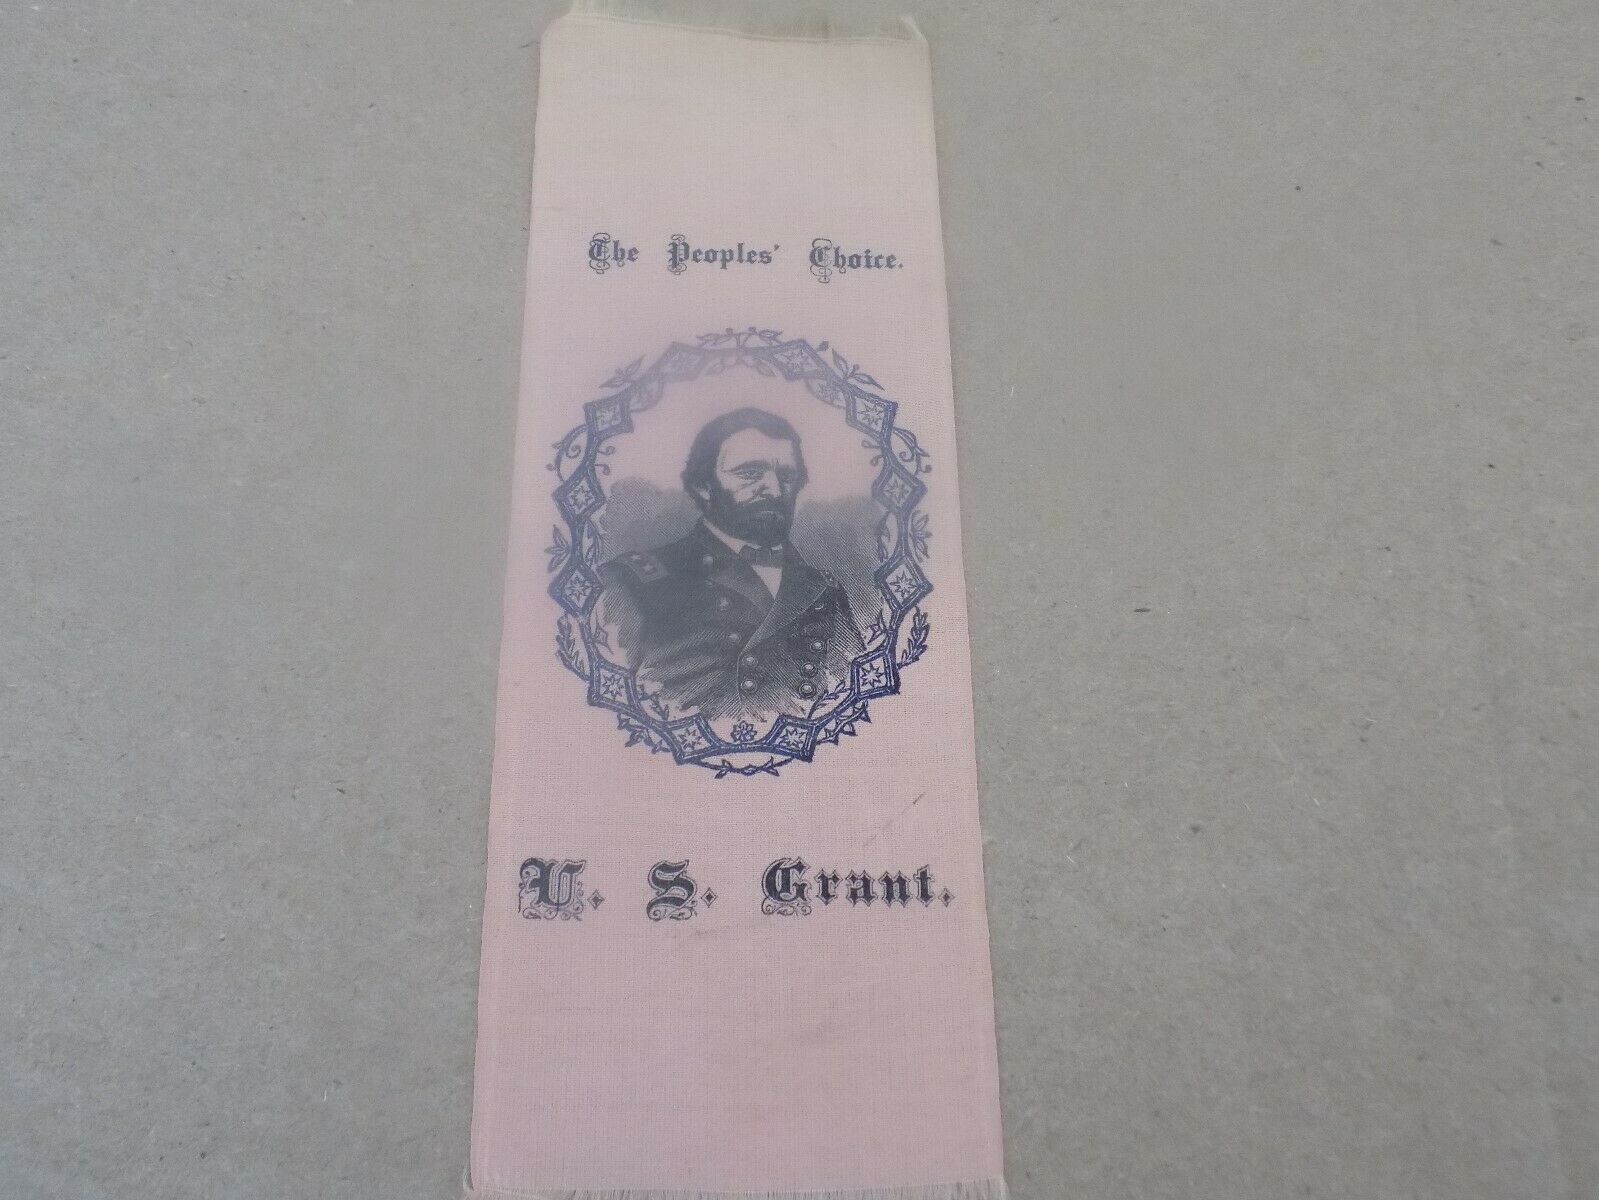 The Peoples' Choice.
U. S. Grant.